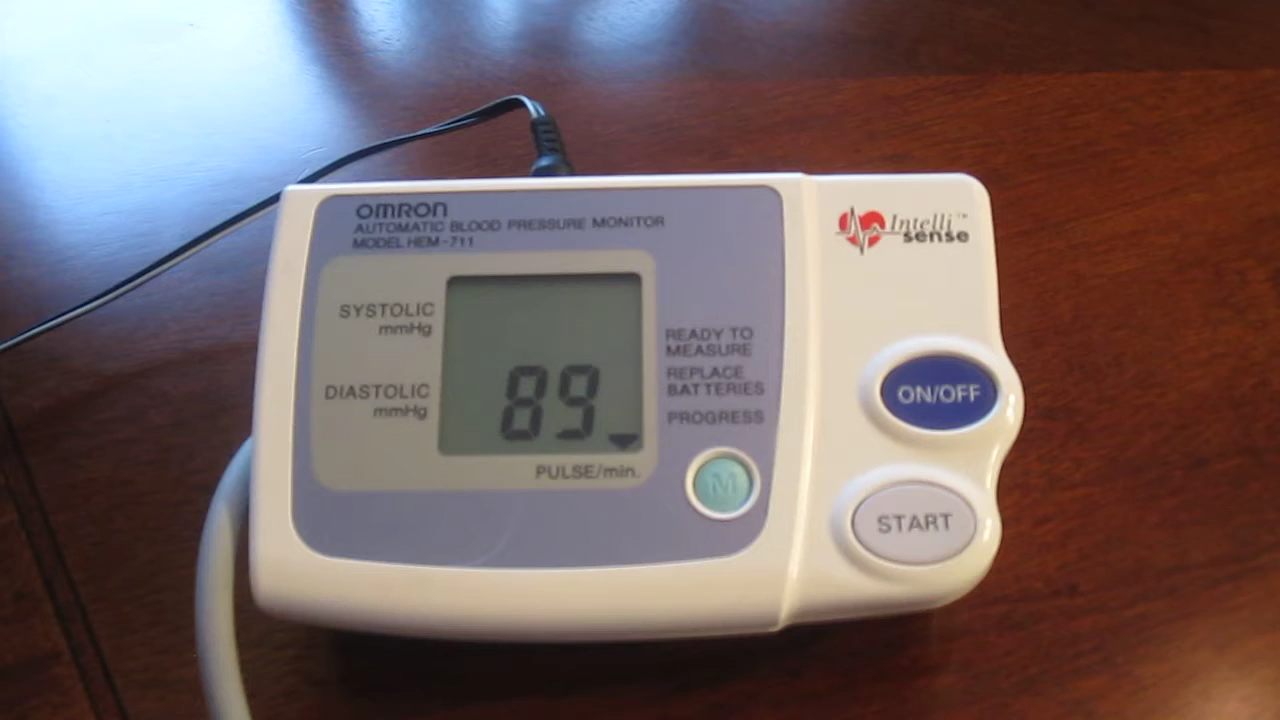 OMRON
AUTOMATIC BLOOD PRESSURE MONITOR
MODEL HEM-711
Intelli™
sense
SYSTOLIC
mmHg
READY TO
MEASURE
REPLACE
BATTERIES
DIASTOLIC
mmHg
89
PROGRESS
PULSE/min.
M
ON/OFF
START